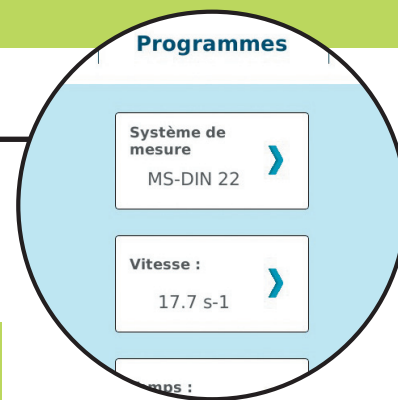 Programmes
Système de
mesure
MS-DIN 22
Vitesse :
17.7 s-1